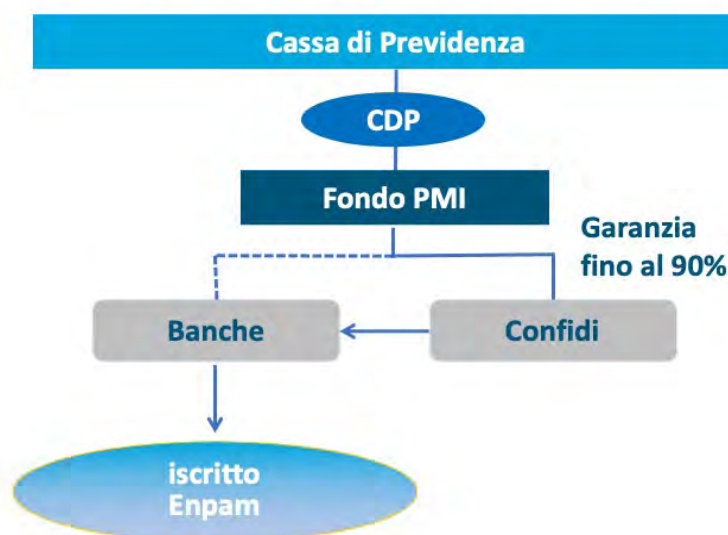 Cassa di Previdenza
CDP
Fondo PMI
Garanzia
fino al 90%
Banche
Confidi
iscritto
Enpam